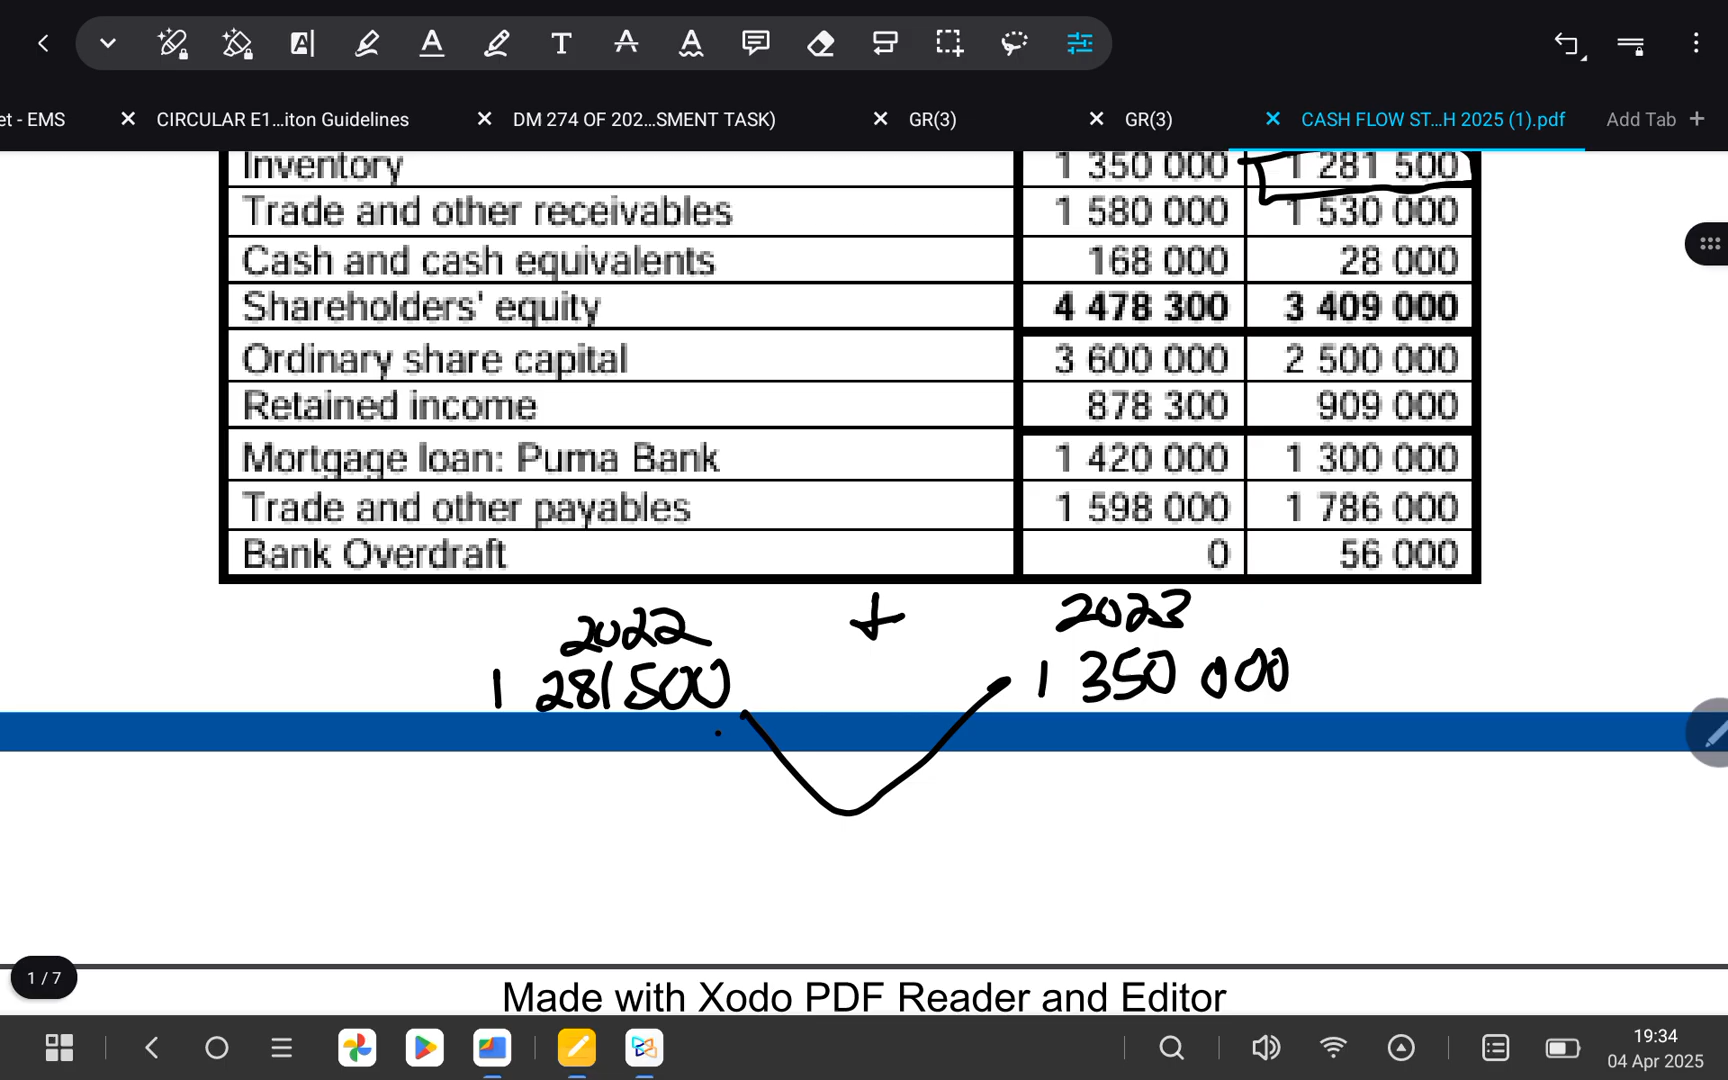 et - EMS CIRCULAR E1...iton Guidelines DM 274 OF 202...SMENT TASK) GR(3) GR(3) CASH FLOW ST...H 2025 (1).pdf Add Tab +
Inventory 1 350 000 1 281 500
Trade and other receivables 1 580 000 1 530 000
Cash and cash equivalents 168 000 28 000
Shareholders' equity 4 478 300 3 409 000
Ordinary share capital 3 600 000 2 500 000
Retained income 878 300 909 000
Mortgage loan: Puma Bank 1 420 000 1 300 000
Trade and other payables 1 598 000 1 786 000
Bank Overdraft 0 56 000
2022 + 2023
1 281 500 1 350 000
1 / 7
Made with Xodo PDF Reader and Editor
19:34
04 Apr 2025